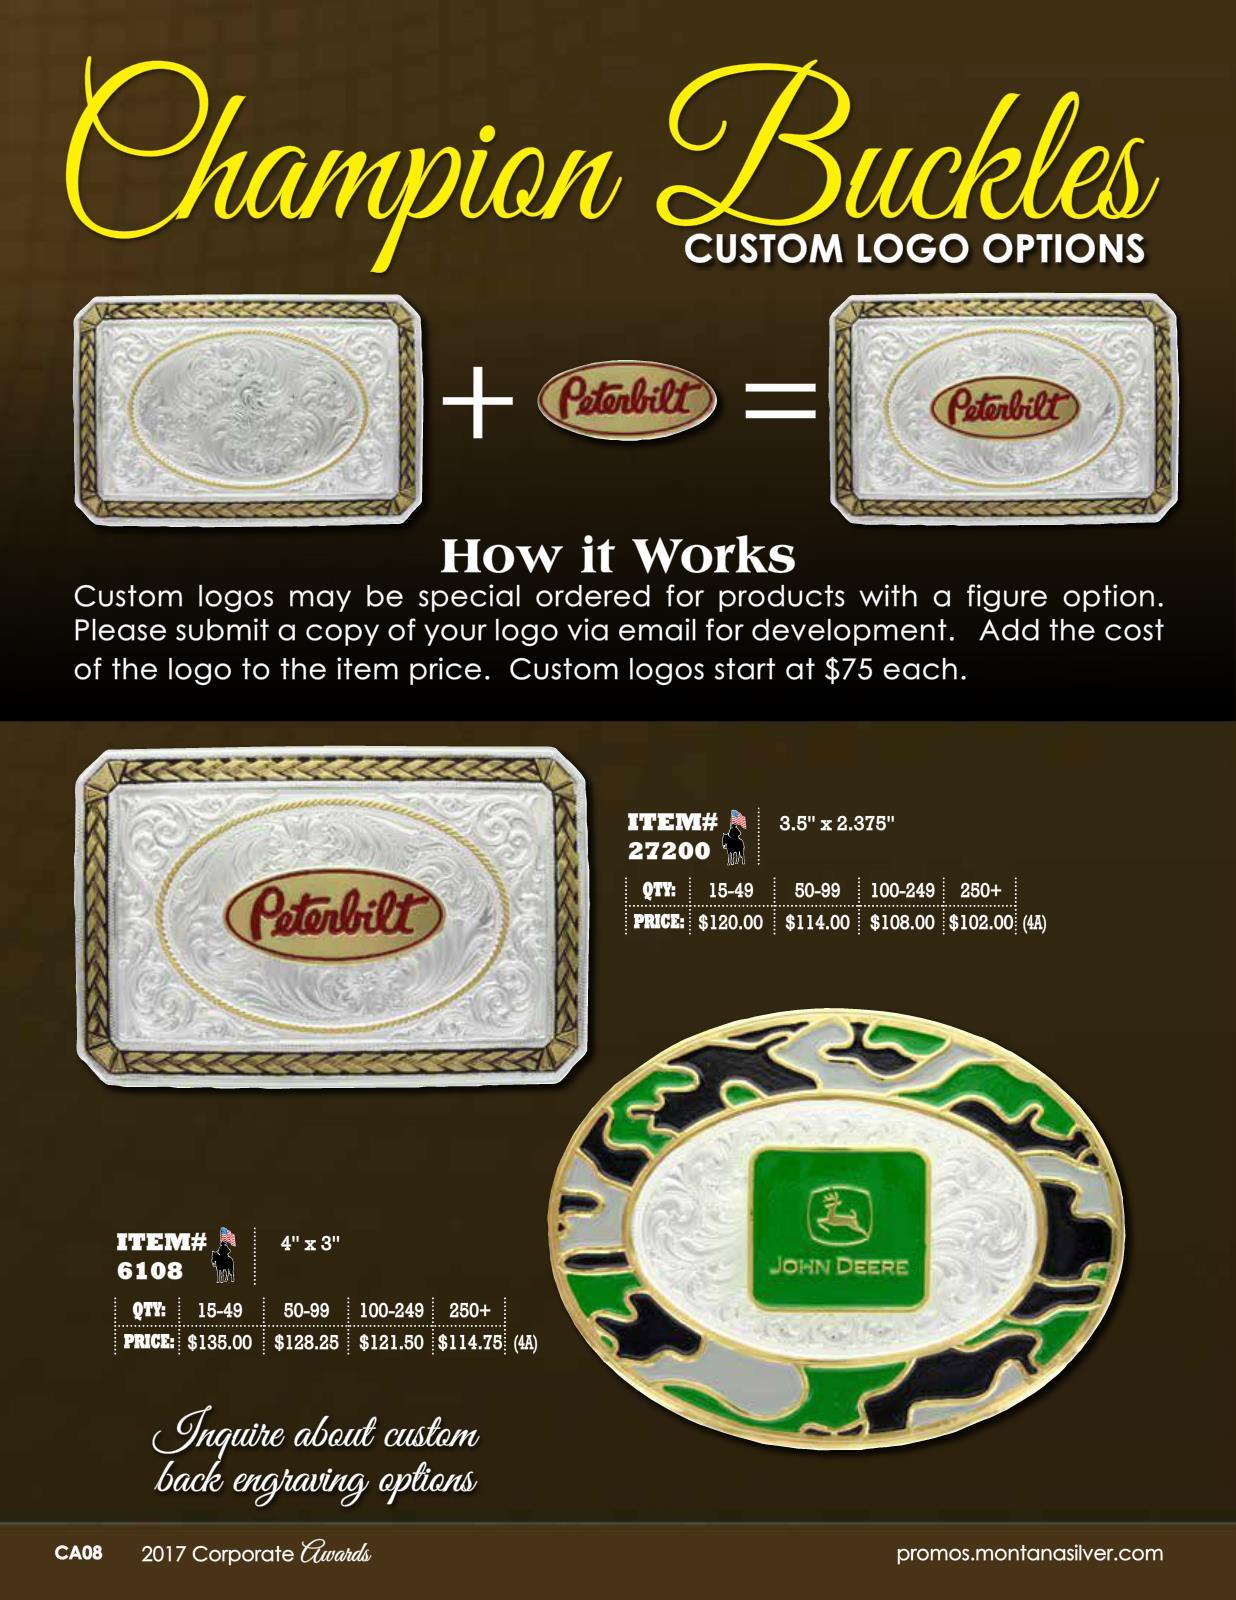 Champion Buckles
CUSTOM LOGO OPTIONS
+ Peterbilt = Peterbilt
How it Works
Custom logos may be special ordered for products with a figure option.
Please submit a copy of your logo via email for development. Add the cost
of the logo to the item price. Custom logos start at $75 each.
Peterbilt
ITEM# 3.5" x 2.375"
27200
QTY: 15-49 50-99 100-249 250+
PRICE: $120.00 $114.00 $108.00 $102.00 (4A)
JOHN DEERE
ITEM# 4" x 3"
6108
QTY: 15-49 50-99 100-249 250+
PRICE: $135.00 $128.25 $121.50 $114.75 (4A)
Inquire about custom
back engraving options
CA08 2017 Corporate Awards promos.montanasilver.com